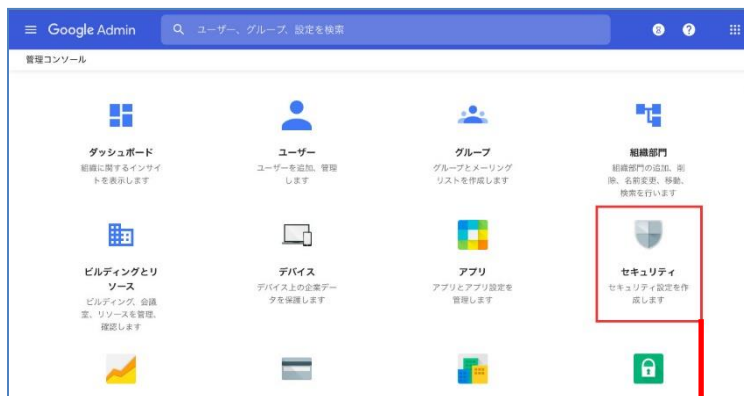 Google Admin
ユーザー、グループ、設定を検索
8
?
管理コンソール
ダッシュボード
組織に関するインサイ
トを表示します
ユーザー
ユーザーを追加、管理
します
グループ
グループとメーリング
リストを作成します
組織部門
組織部門の追加、削
除、名前変更、移動、
検索を行います
ビルディングとリ
ソース
ビルディング、会議
室、リソースを管理、
確認します
デバイス
デバイス上の企業デー
タを保護します
アプリ
アプリとアプリ設定を
管理します
セキュリティ
セキュリティ設定を作
成します